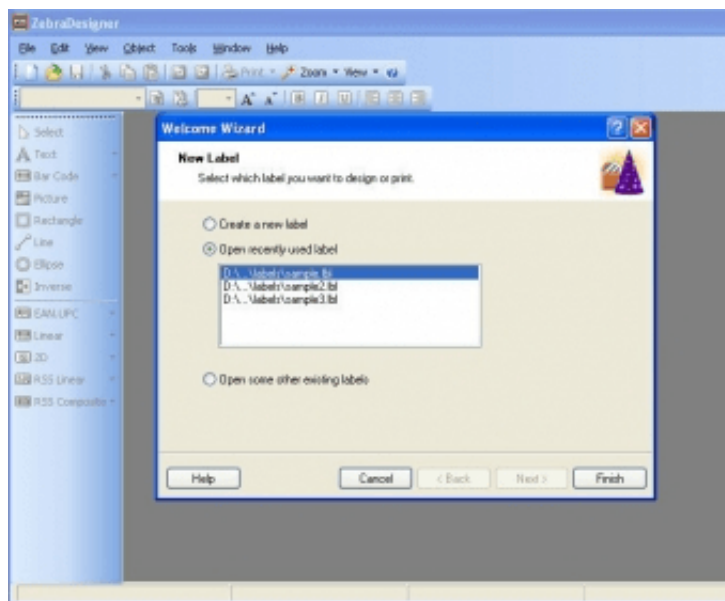 ZebraDesigner
File Edit View Object Tools Window Help
Print Zoom View
Select
Text
Bar Code
Picture
Rectangle
Line
Ellipse
Inverse
EAN.UPC
Linear
2D
RSS Linear
RSS Composite
Welcome Wizard
New Label
Select which label you want to design or print.
Create a new label
Open recently used label
D:\...\labels\sample.lbl
D:\...\labels\sample2.lbl
D:\...\labels\sample3.lbl
Open some other existing labels
Help Cancel < Back Next > Finish